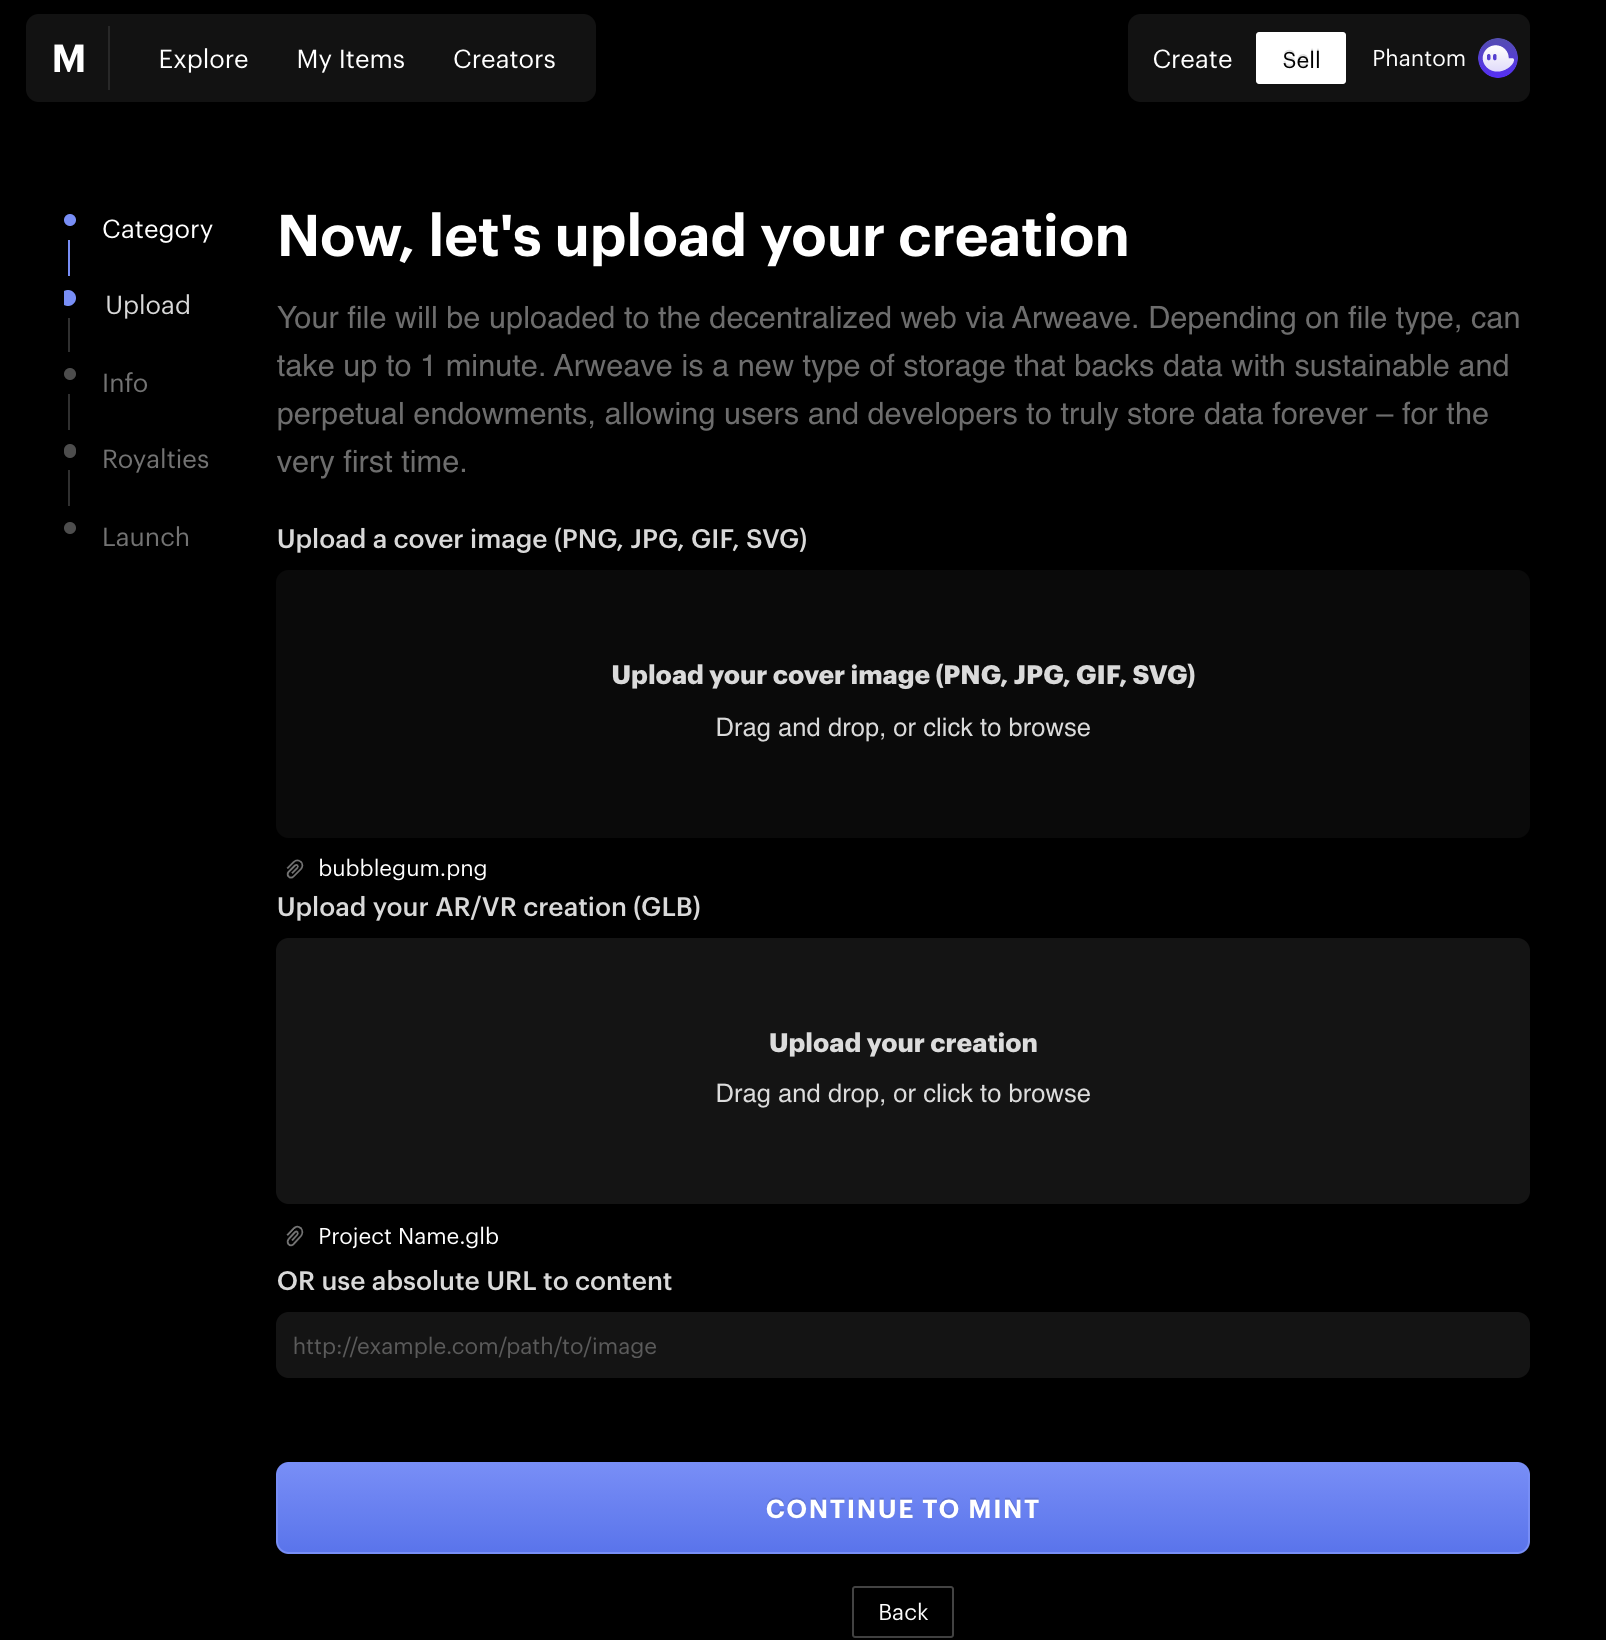 M
Explore
My Items
Creators
Create
Sell
Phantom
Category
Upload
Info
Royalties
Launch
Now, let's upload your creation
Your file will be uploaded to the decentralized web via Arweave. Depending on file type, can
take up to 1 minute. Arweave is a new type of storage that backs data with sustainable and
perpetual endowments, allowing users and developers to truly store data forever – for the
very first time.
Upload a cover image (PNG, JPG, GIF, SVG)
Upload your cover image (PNG, JPG, GIF, SVG)
Drag and drop, or click to browse
bubblegum.png
Upload your AR/VR creation (GLB)
Upload your creation
Drag and drop, or click to browse
Project Name.glb
OR use absolute URL to content
http://example.com/path/to/image
CONTINUE TO MINT
Back